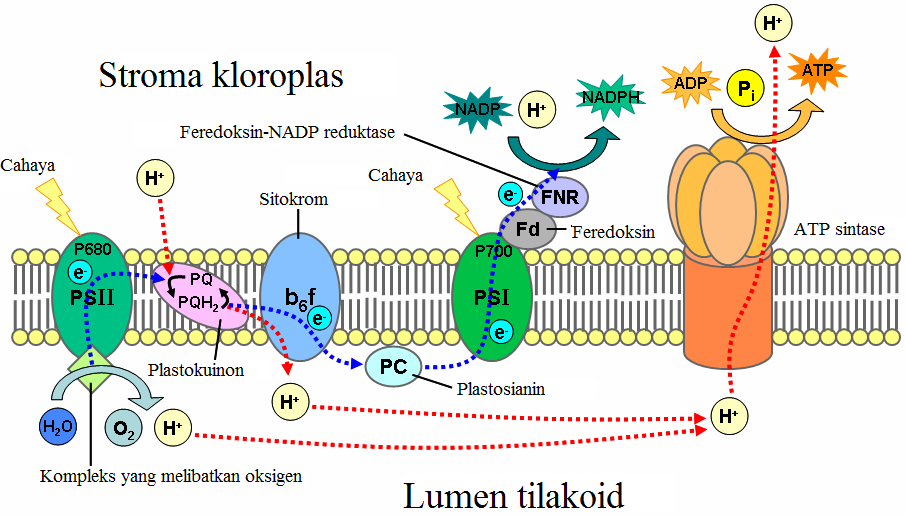 H⁺
Stroma kloroplas
ADP
Pi
ATP
NADP
H⁺
NADPH
Feredoksin-NADP reduktase
Cahaya
H⁺
Cahaya
Sitokrom
e⁻
FNR
Fd
Feredoksin
ATP sintase
P680
e⁻
PSII
PQ
PQH₂
b₆f
e⁻
P700
PSI
e⁻
Plastokuinon
PC
Plastosianin
H₂O
O₂
H⁺
H⁺
H⁺
Kompleks yang melibatkan oksigen
Lumen tilakoid